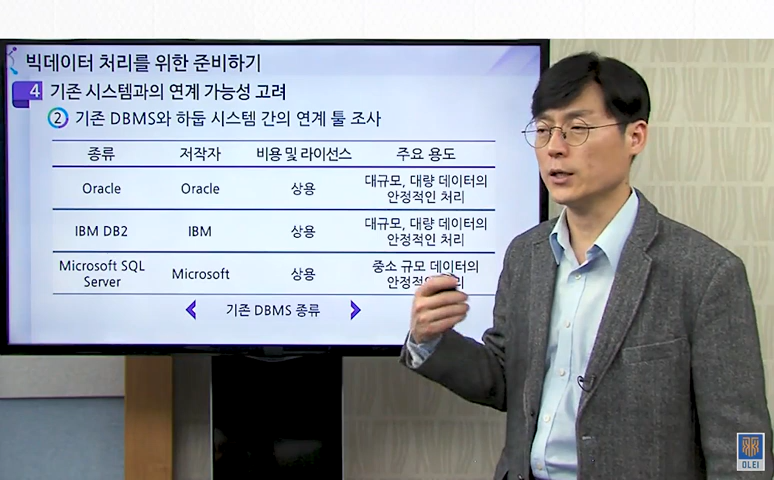 빅데이터 처리를 위한 준비하기
4 기존 시스템과의 연계 가능성 고려
2 기존 DBMS와 하둡 시스템 간의 연계 툴 조사
종류 저작자 비용 및 라이선스 주요 용도
Oracle Oracle 상용 대규모, 대량 데이터의
안정적인 처리
IBM DB2 IBM 상용 대규모, 대량 데이터의
안정적인 처리
Microsoft SQL
Server Microsoft 상용 중소 규모 데이터의
안정적
기존 DBMS 종류
OLEI